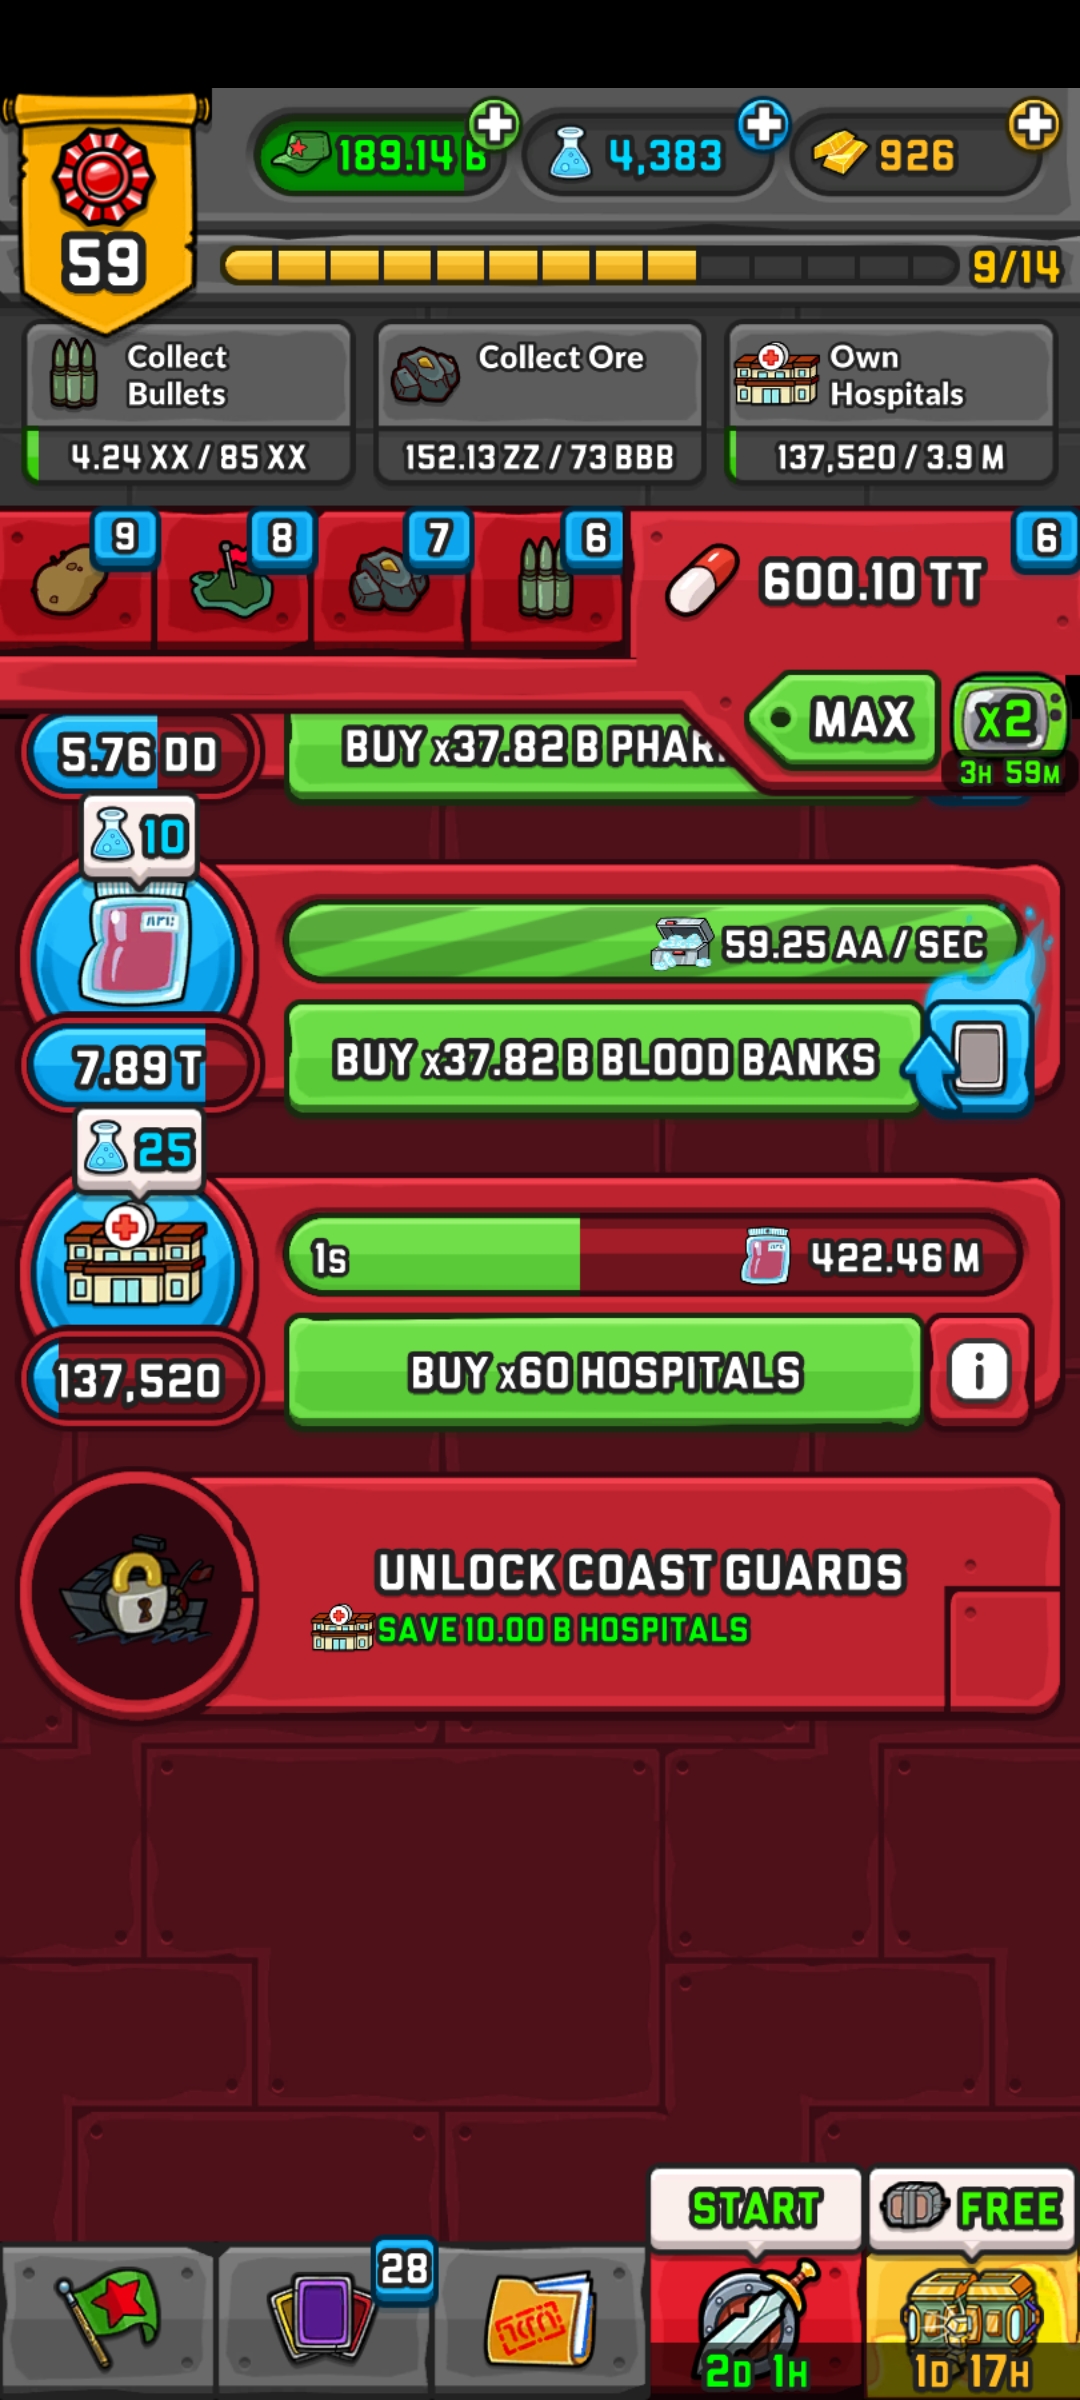 189.14 B
4,383
926
59
9/14
Collect
Bullets
4.24 XX / 85 XX
Collect Ore
152.13 ZZ / 73 BBB
Own
Hospitals
137,520 / 3.9 M
9
8
7
6
600.10 TT
6
MAX
x2
3H 59M
5.76 DD
BUY x37.82 B PHAR
10
59.25 AA / SEC
7.89 T
BUY x37.82 B BLOOD BANKS
25
1s
422.46 M
137,520
BUY x60 HOSPITALS
i
UNLOCK COAST GUARDS
SAVE 10.00 B HOSPITALS
START
FREE
28
2D 1H
1D 17H